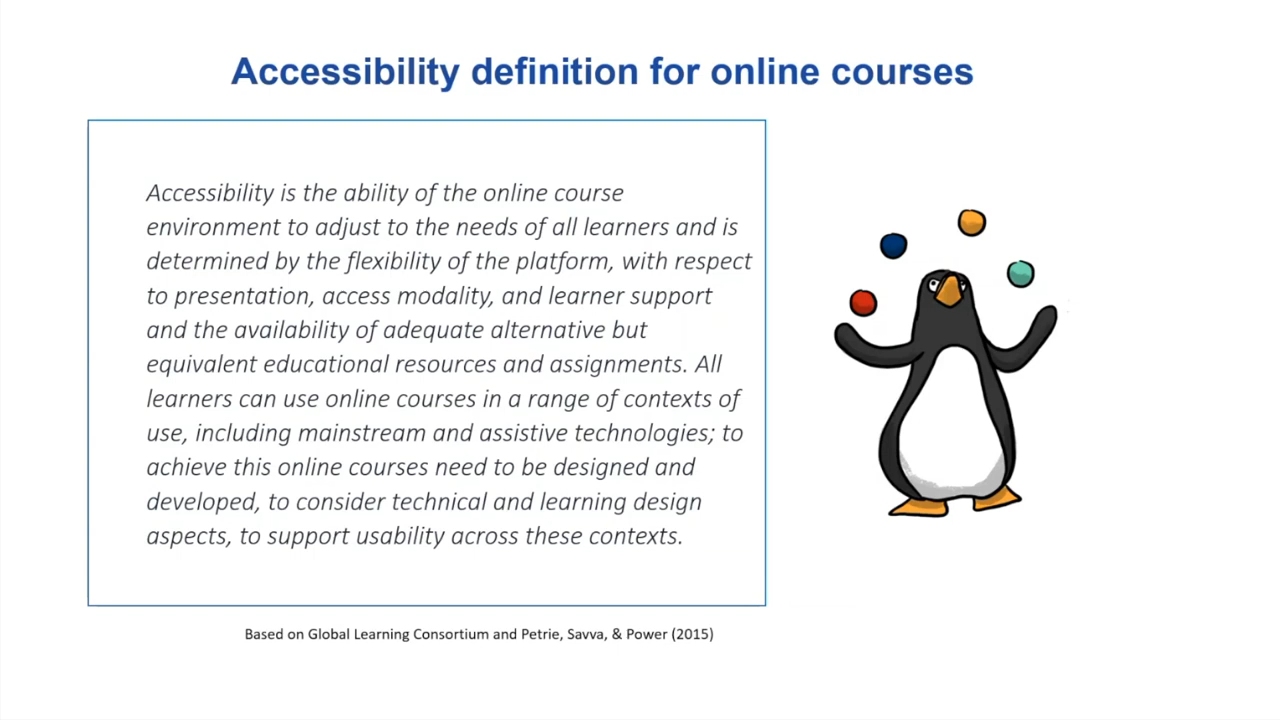 Accessibility definition for online courses
Accessibility is the ability of the online course
environment to adjust to the needs of all learners and is
determined by the flexibility of the platform, with respect
to presentation, access modality, and learner support
and the availability of adequate alternative but
equivalent educational resources and assignments. All
learners can use online courses in a range of contexts of
use, including mainstream and assistive technologies; to
achieve this online courses need to be designed and
developed, to consider technical and learning design
aspects, to support usability across these contexts.
Based on Global Learning Consortium and Petrie, Savva, & Power (2015)